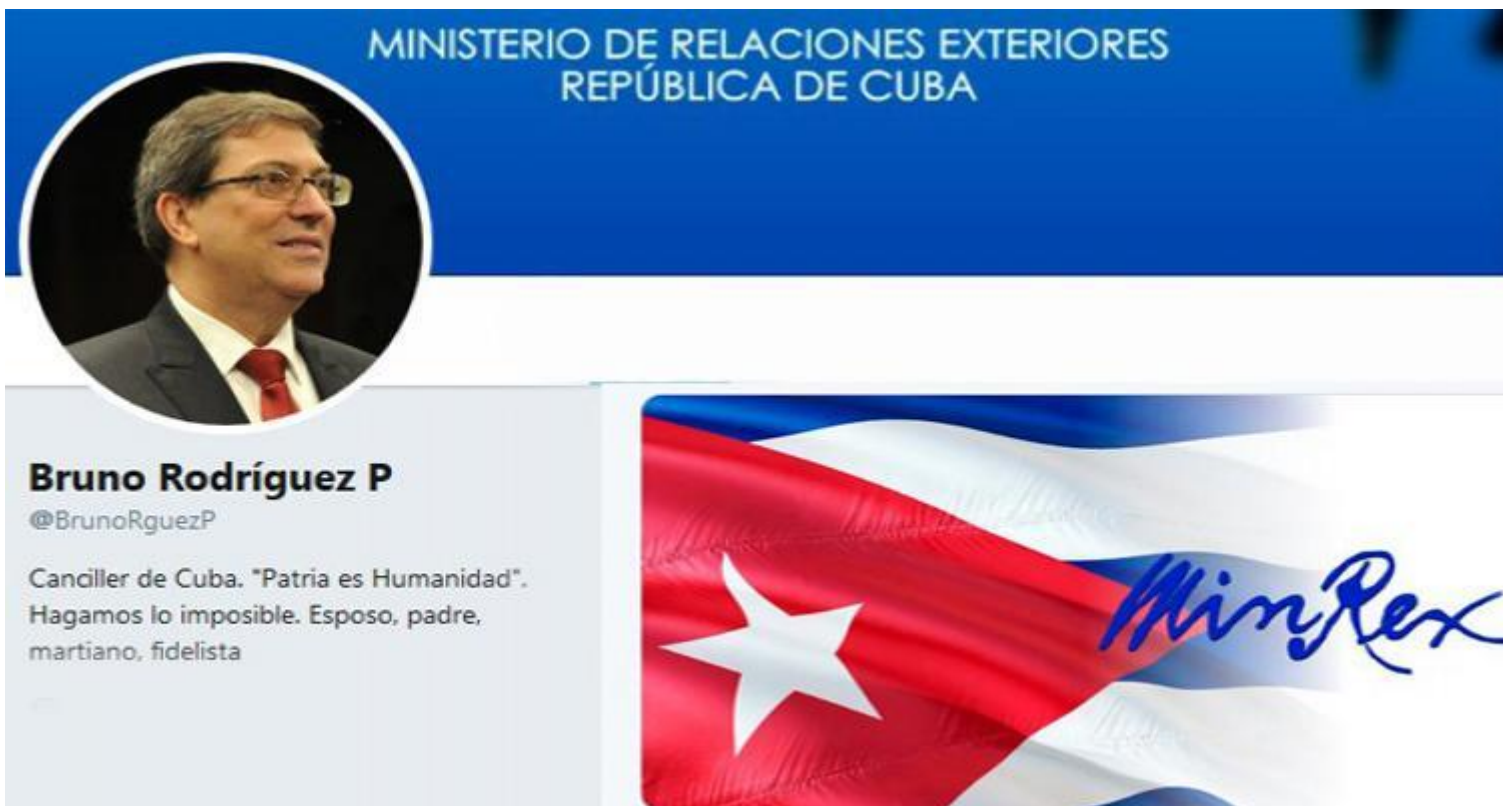 MINISTERIO DE RELACIONES EXTERIORES
REPÚBLICA DE CUBA
Bruno Rodríguez P
@BrunoRguezP
Canciller de Cuba. "Patria es Humanidad".
Hagamos lo imposible. Esposo, padre,
martiano, fidelista
MinRex